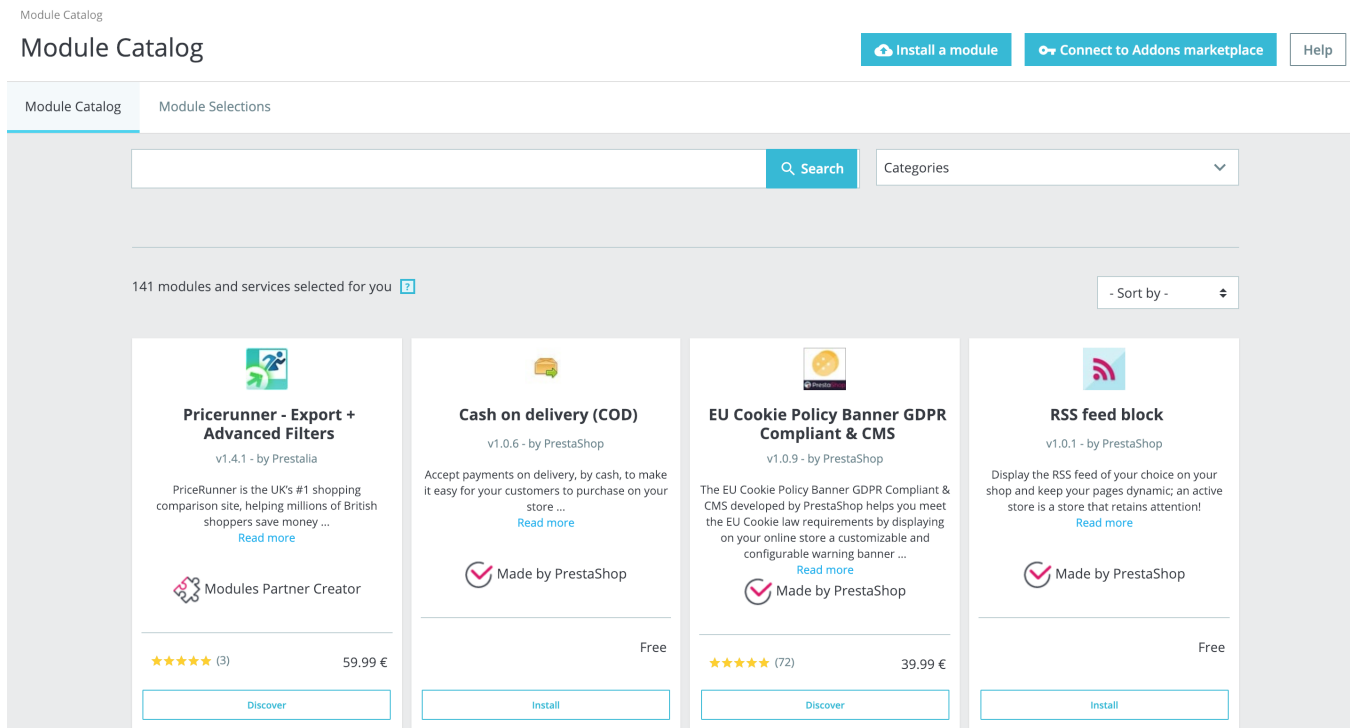 Module Catalog
Module Catalog
Install a module
Connect to Addons marketplace
Help
Module Catalog
Module Selections
Search
Categories
141 modules and services selected for you ?
- Sort by -
Pricerunner - Export +
Advanced Filters
v1.4.1 - by Prestalia
PriceRunner is the UK's #1 shopping
comparison site, helping millions of British
shoppers save money ...
Read more
Modules Partner Creator
(3)
59.99 €
Discover
Cash on delivery (COD)
v1.0.6 - by PrestaShop
Accept payments on delivery, by cash, to make
it easy for your customers to purchase on your
store ...
Read more
Made by PrestaShop
Free
Install
PrestaShop
EU Cookie Policy Banner GDPR
Compliant & CMS
v1.0.9 - by PrestaShop
The EU Cookie Policy Banner GDPR Compliant &
CMS developed by PrestaShop helps you meet
the EU Cookie law requirements by displaying
on your online store a customizable and
configurable warning banner ...
Read more
Made by PrestaShop
(72)
39.99 €
Discover
RSS feed block
v1.0.1 - by PrestaShop
Display the RSS feed of your choice on your
shop and keep your pages dynamic; an active
store is a store that retains attention!
Read more
Made by PrestaShop
Free
Install